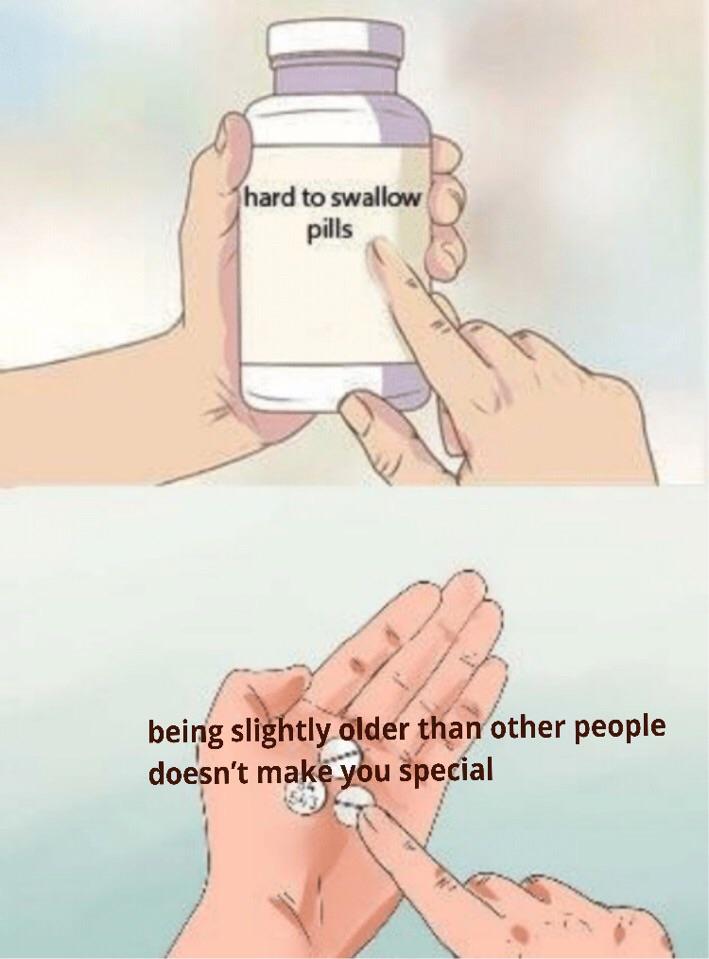 hard to swallow
pills
being slightly older than other people
doesn't make you special